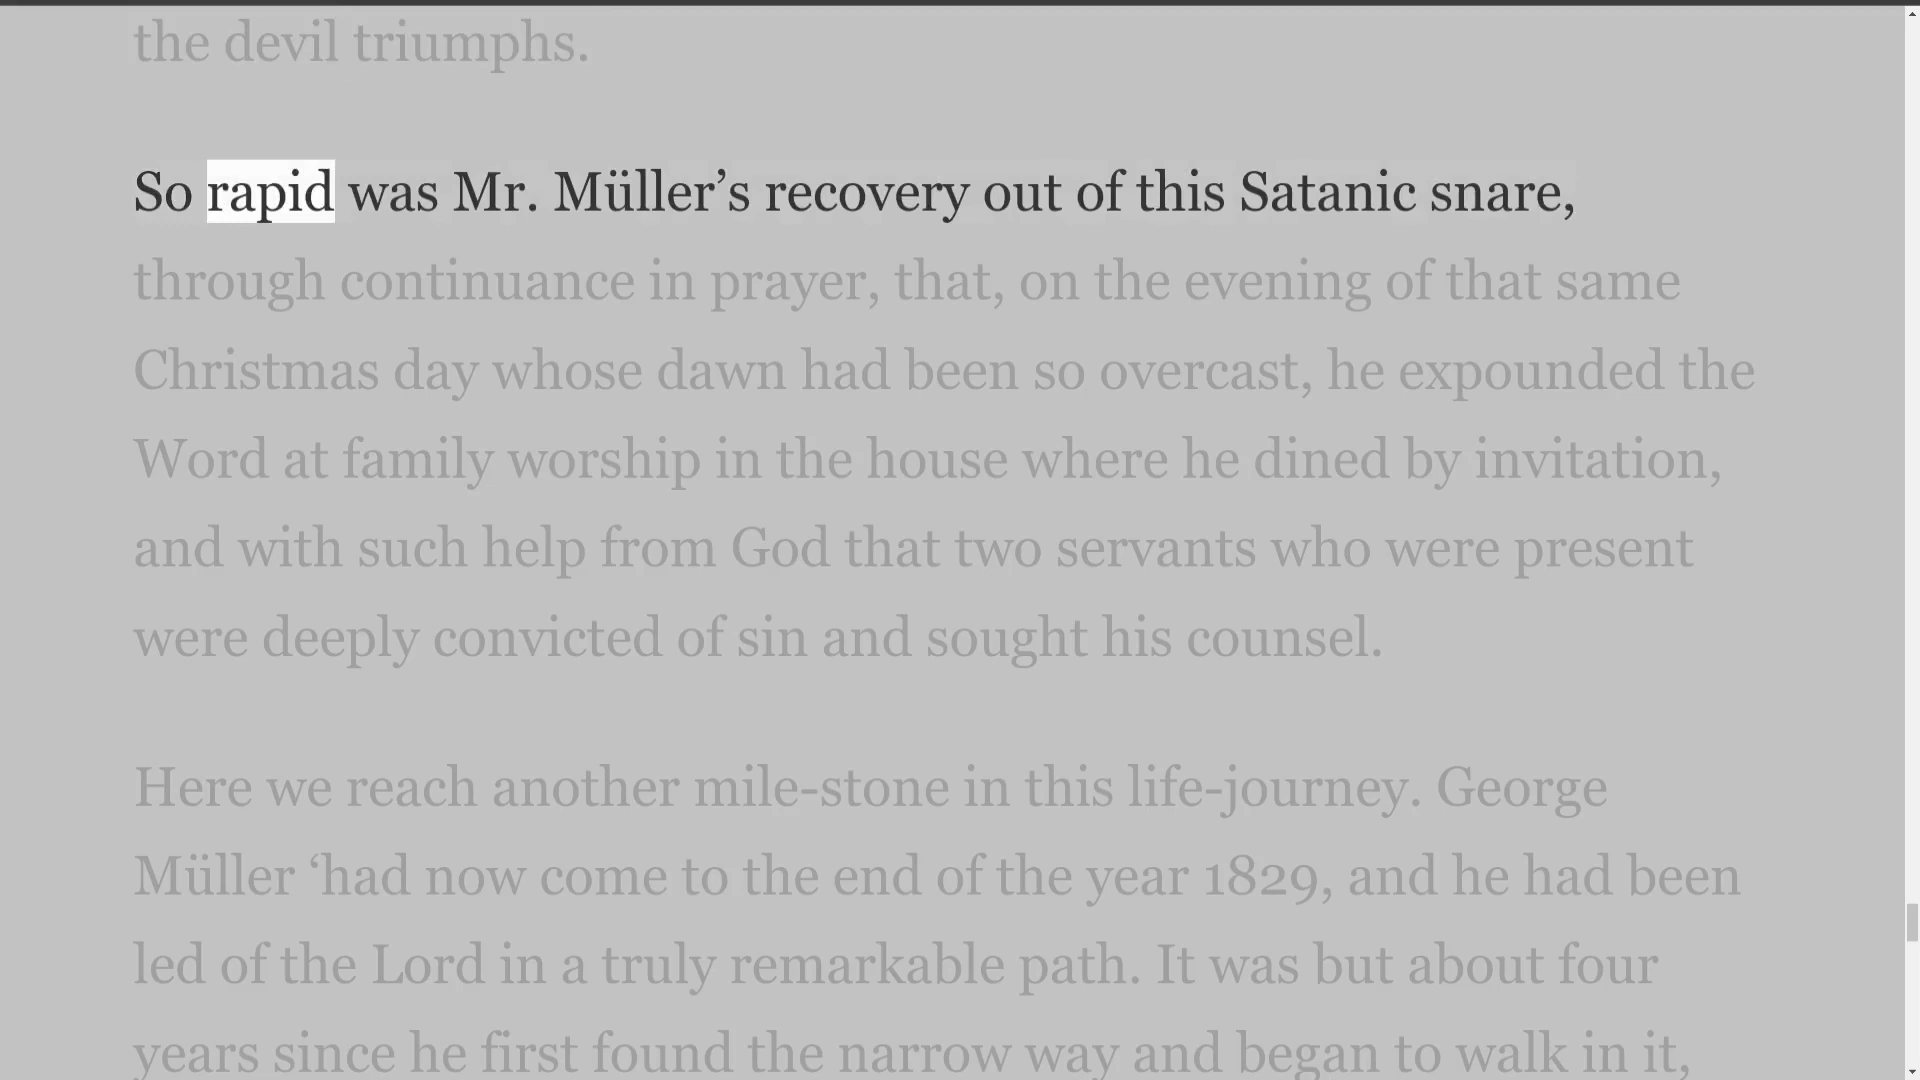 the devil triumphs.
So rapid was Mr. Müller’s recovery out of this Satanic snare,
through continuance in prayer, that, on the evening of that same
Christmas day whose dawn had been so overcast, he expounded the
Word at family worship in the house where he dined by invitation,
and with such help from God that two servants who were present
were deeply convicted of sin and sought his counsel.
Here we reach another mile-stone in this life-journey. George
Müller ‘had now come to the end of the year 1829, and he had been
led of the Lord in a truly remarkable path. It was but about four
years since he first found the narrow way and began to walk in it,